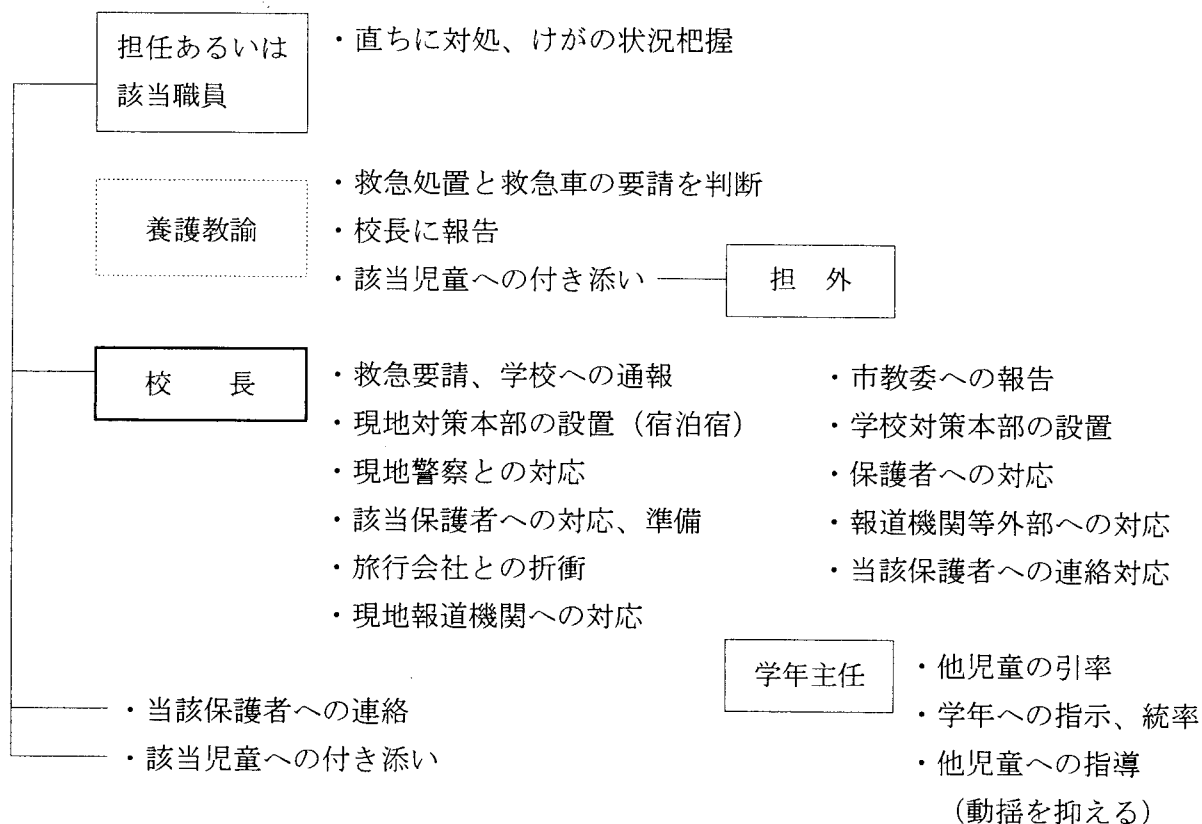 担任あるいは
該当職員
・直ちに対処、けがの状況杷握
養護教諭
・救急処置と救急車の要請を判断
・校長に報告
・該当児童への付き添い
担 外
校 長
・救急要請、学校への通報
・現地対策本部の設置（宿泊宿）
・現地警察との対応
・該当保護者への対応、準備
・旅行会社との折衝
・現地報道機関への対応
・市教委への報告
・学校対策本部の設置
・保護者への対応
・報道機関等外部への対応
・当該保護者への連絡対応
学年主任
・他児童の引率
・学年への指示、統率
・他児童への指導
（動揺を抑える）
・当該保護者への連絡
・該当児童への付き添い